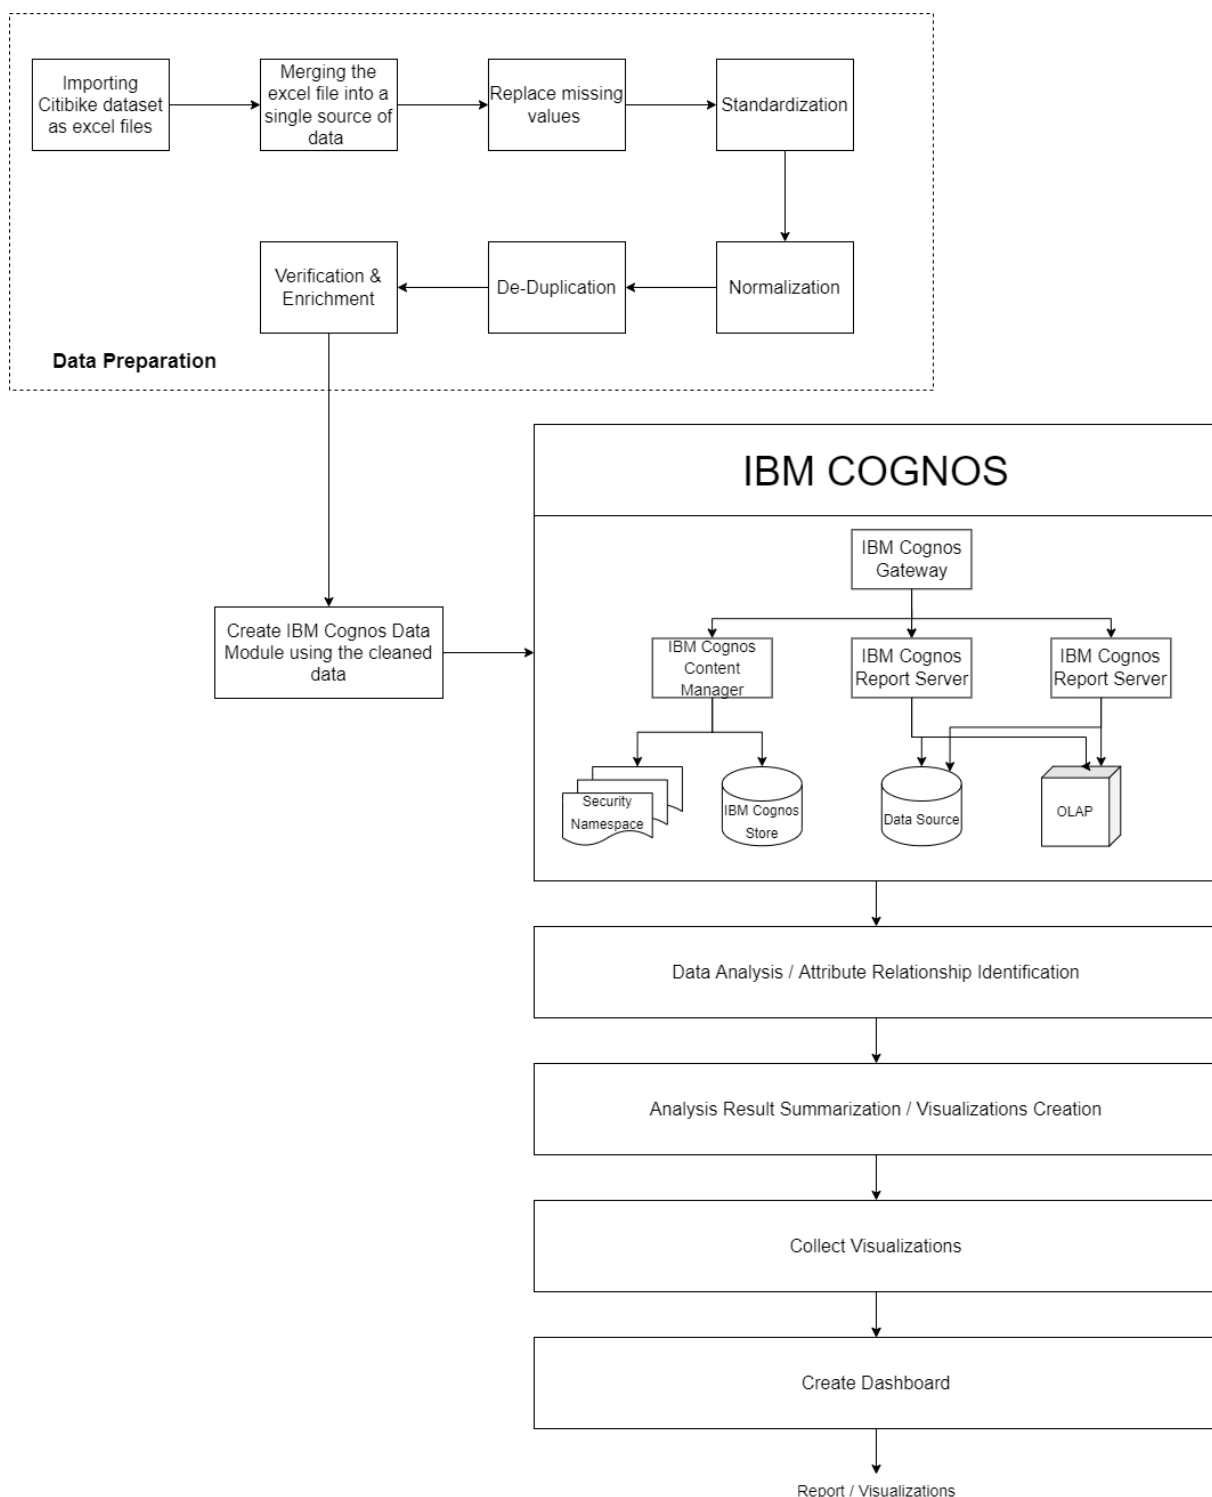 Importing
Citibike dataset
as excel files
Merging the
excel file into a
single source of
data
Replace missing
values
Standardization
Verification &
Enrichment
De-Duplication
Normalization
Data Preparation
IBM COGNOS
IBM Cognos
Gateway
Create IBM Cognos Data
Module using the cleaned
data
IBM Cognos
Content
Manager
IBM Cognos
Report Server
IBM Cognos
Report Server
Security
Namespace
IBM Cognos
Store
Data Source
OLAP
Data Analysis / Attribute Relationship Identification
Analysis Result Summarization / Visualizations Creation
Collect Visualizations
Create Dashboard
Report / Visualizations